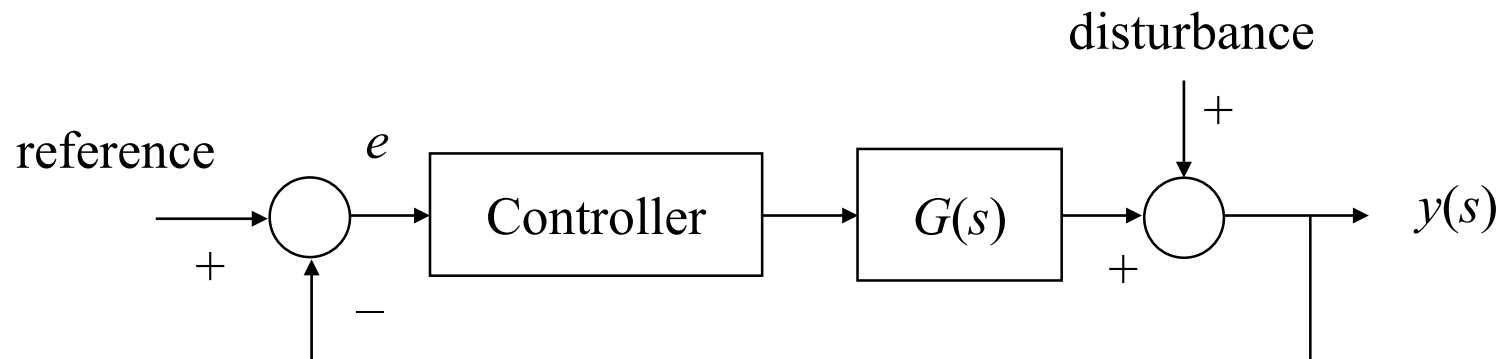 disturbance
+
reference
e
Controller
G(s)
y(s)
+
+
−